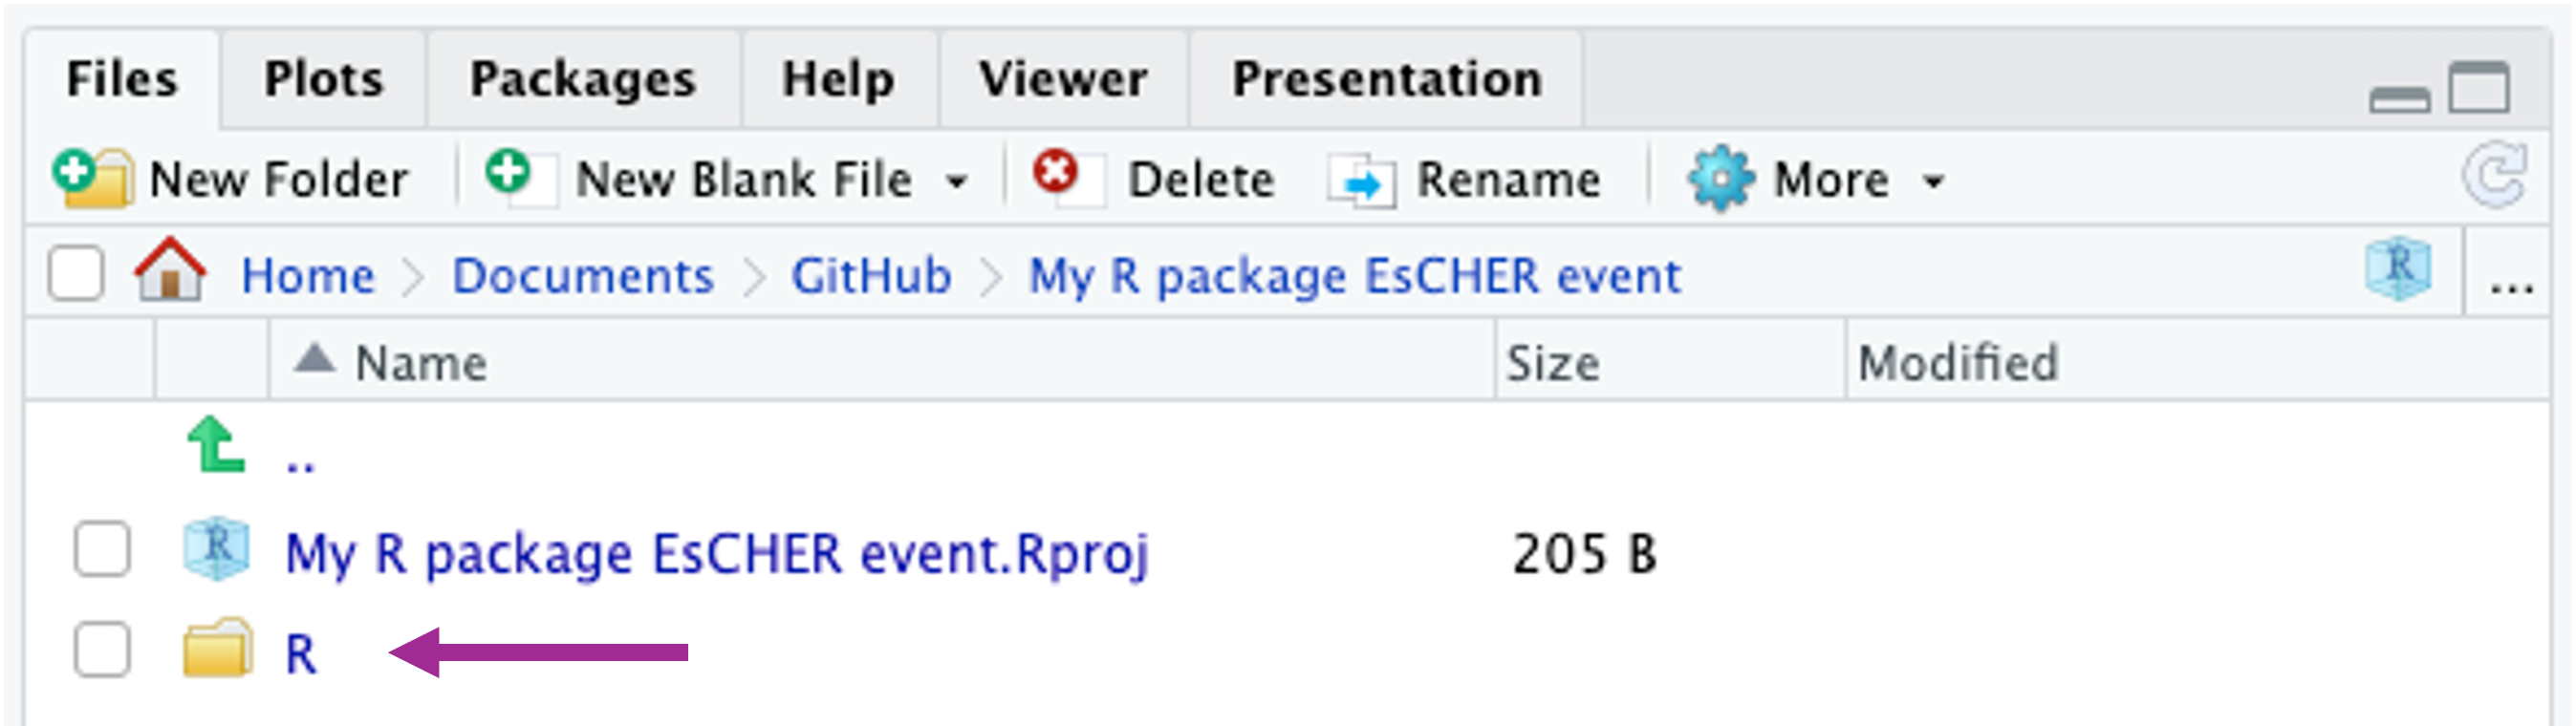 Files Plots Packages Help Viewer Presentation
New Folder New Blank File Delete Rename More
Home Documents GitHub My R package EsCHER event R ...
Name Size Modified
..
R My R package EsCHER event.Rproj 205 B
R